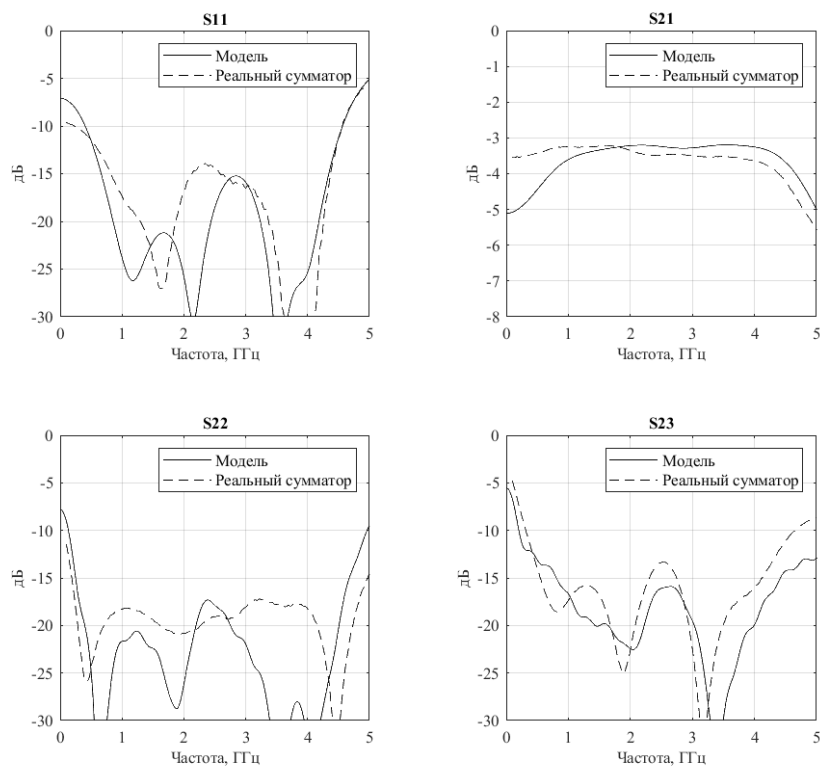 S11
0
-5
-10
-15
-20
-25
-30
дБ
Модель
Реальный сумматор
0 1 2 3 4 5
Частота, ГГц
S21
0
-1
-2
-3
-4
-5
-6
-7
-8
дБ
Модель
Реальный сумматор
0 1 2 3 4 5
Частота, ГГц
S22
0
-5
-10
-15
-20
-25
-30
дБ
Модель
Реальный сумматор
0 1 2 3 4 5
Частота, ГГц
S23
0
-5
-10
-15
-20
-25
-30
дБ
Модель
Реальный сумматор
0 1 2 3 4 5
Частота, ГГц